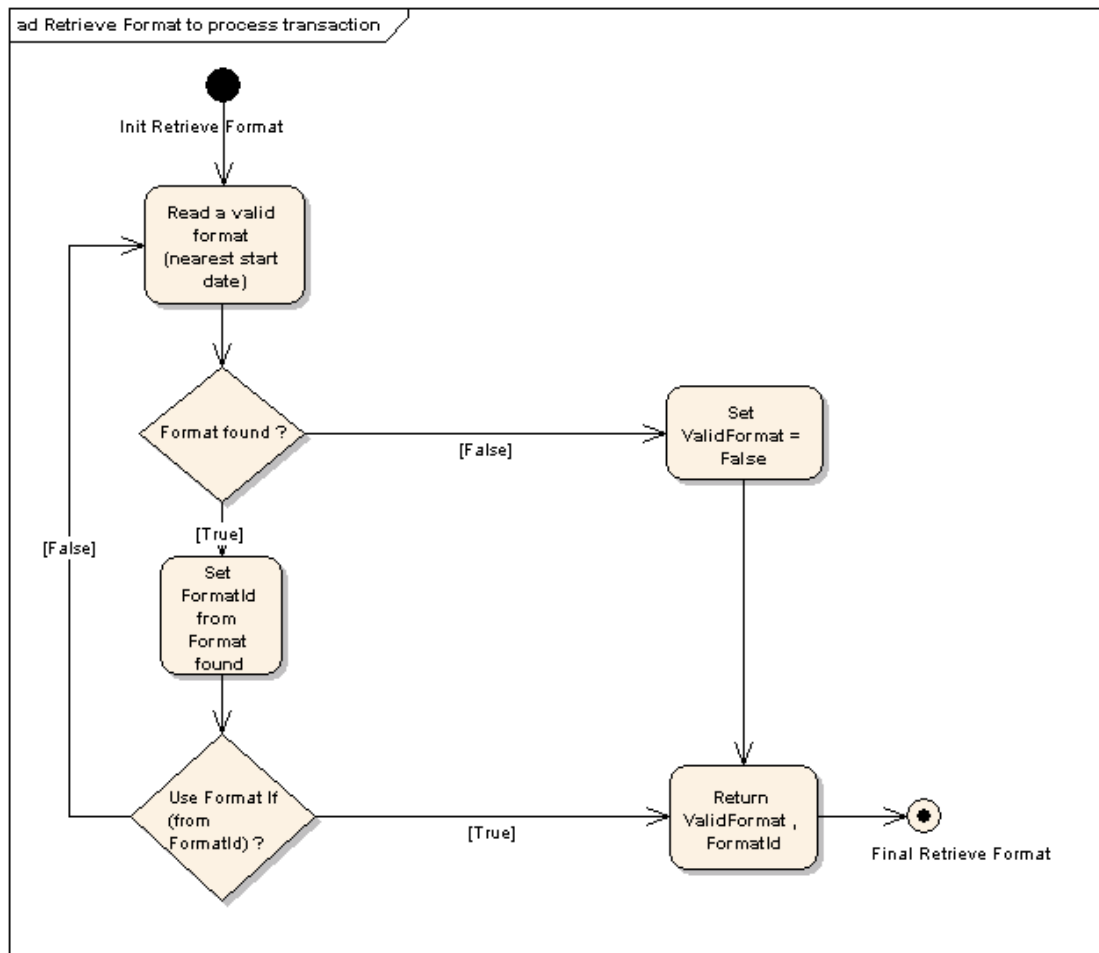 ad Retrieve Format to process transaction
Init Retrieve Format
Read a valid
format
(nearest start
date)
Format found ?
[False]
Set
ValidFormat =
False
[True]
[False]
Set
FormatId
from
Format
found
Use Format If
(from
FormatId) ?
[True]
Return
ValidFormat ,
FormatId
Final Retrieve Format